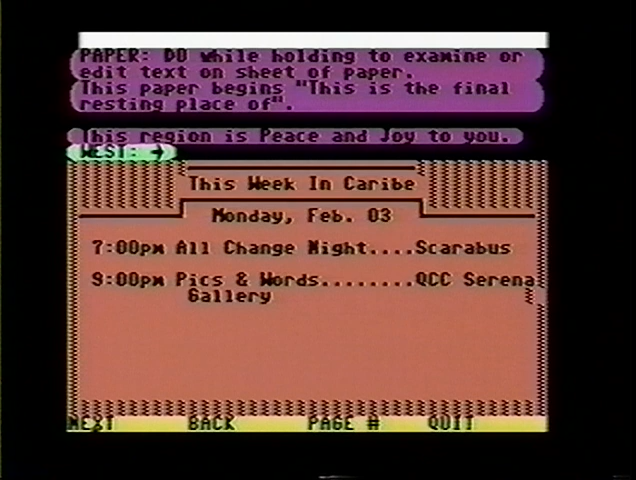 PAPER: DO while holding to examine or
edit text on sheet of paper.
This paper begins "This is the final
resting place of".
This region is Peace and Joy to you.
WEST: →
This Week In Caribe
Monday, Feb. 03
7:00pm All Change Night....Scarabus
9:00pm Pics & Words........QCC Serena
Gallery
NEXT BACK PAGE # QUIT